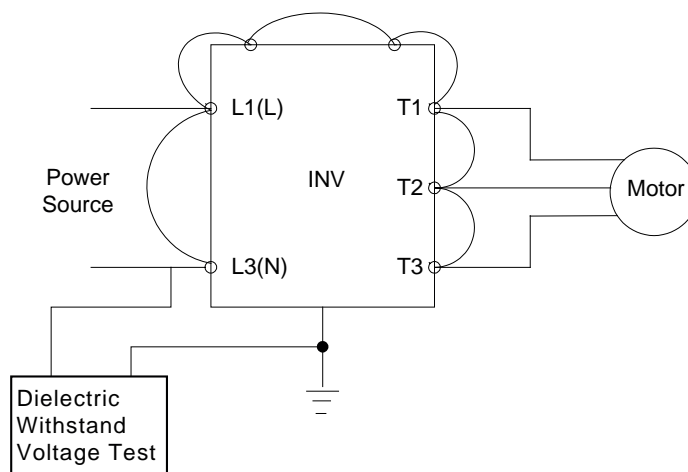 L1(L)
T1
Power
Source
INV
T2
Motor
L3(N)
T3
Dielectric
Withstand
Voltage Test